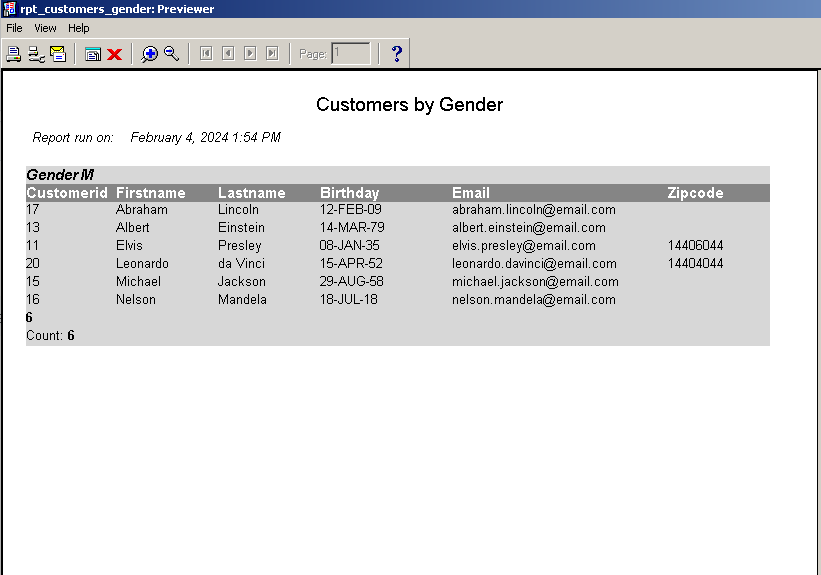 rpt_customers_gender: Previewer
File View Help
Page: 1 ?
Customers by Gender
Report run on: February 4, 2024 1:54 PM
Gender M
Customerid Firstname Lastname Birthday Email Zipcode
17 Abraham Lincoln 12-FEB-09 abraham.lincoln@email.com
13 Albert Einstein 14-MAR-79 albert.einstein@email.com
11 Elvis Presley 08-JAN-35 elvis.presley@email.com 14406044
20 Leonardo da Vinci 15-APR-52 leonardo.davinci@email.com 14404044
15 Michael Jackson 29-AUG-58 michael.jackson@email.com
16 Nelson Mandela 18-JUL-18 nelson.mandela@email.com
6
Count: 6